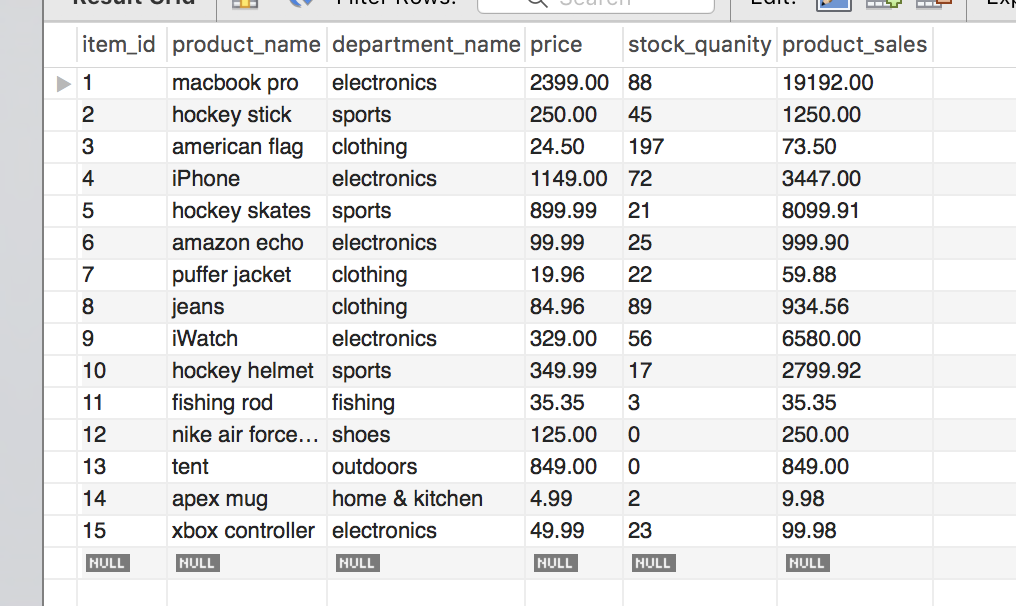 Result Grid Filter Rows: Search Edit:
item_id product_name department_name price stock_quanity product_sales
1 macbook pro electronics 2399.00 88 19192.00
2 hockey stick sports 250.00 45 1250.00
3 american flag clothing 24.50 197 73.50
4 iPhone electronics 1149.00 72 3447.00
5 hockey skates sports 899.99 21 8099.91
6 amazon echo electronics 99.99 25 999.90
7 puffer jacket clothing 19.96 22 59.88
8 jeans clothing 84.96 89 934.56
9 iWatch electronics 329.00 56 6580.00
10 hockey helmet sports 349.99 17 2799.92
11 fishing rod fishing 35.35 3 35.35
12 nike air force... shoes 125.00 0 250.00
13 tent outdoors 849.00 0 849.00
14 apex mug home & kitchen 4.99 2 9.98
15 xbox controller electronics 49.99 23 99.98
NULL NULL NULL NULL NULL NULL